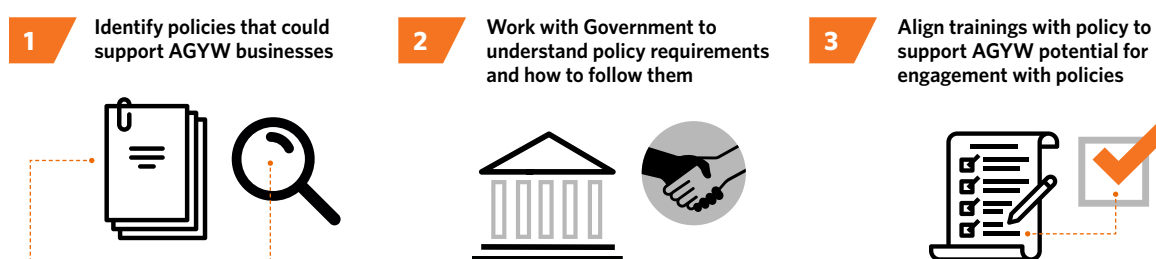 1
Identify policies that could
support AGYW businesses
2
Work with Government to
understand policy requirements
and how to follow them
3
Align trainings with policy to
support AGYW potential for
engagement with policies